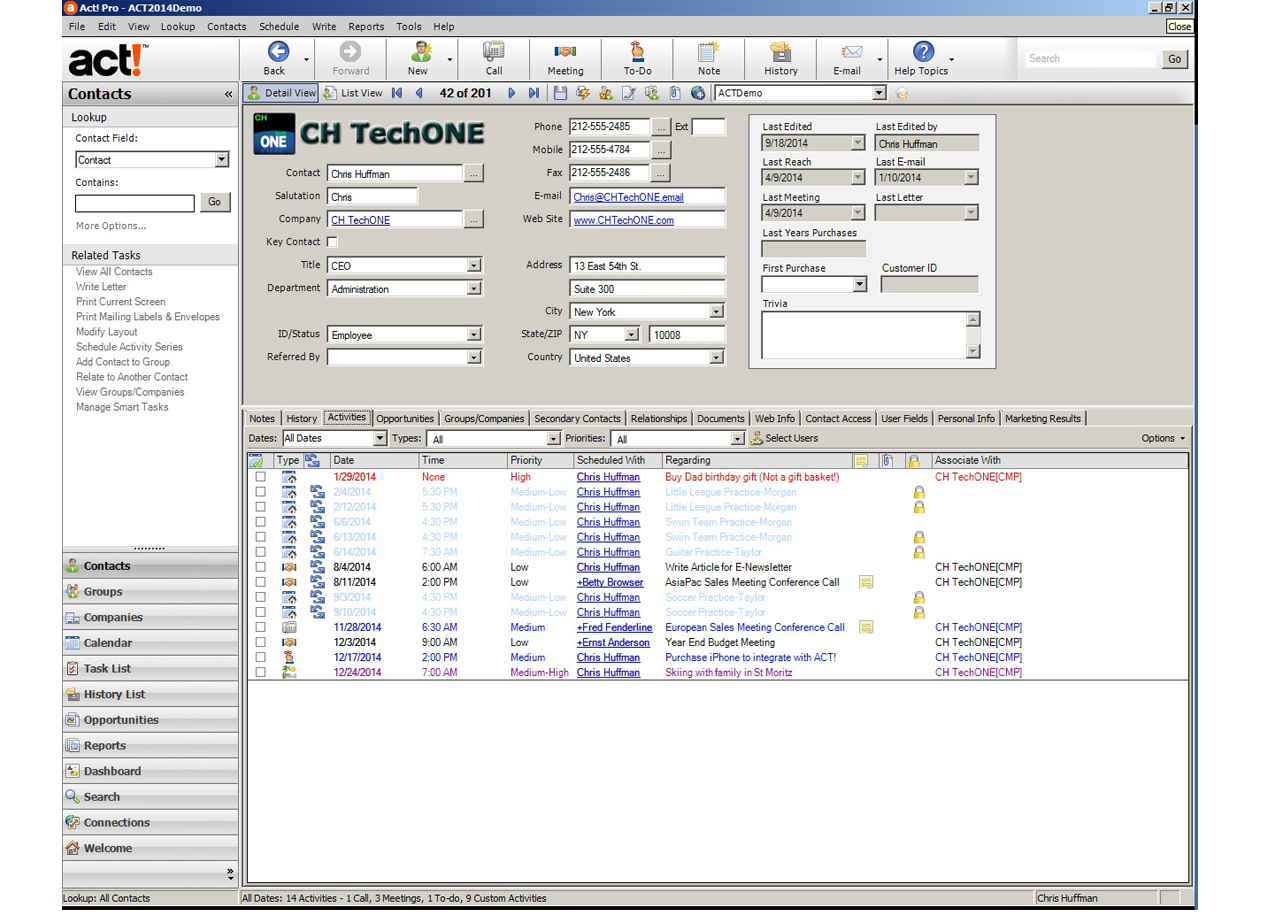 Act! Pro - ACT2014Demo
File Edit View Lookup Contacts Schedule Write Reports Tools Help
Close
act!™
Back Forward New Call Meeting To-Do Note History E-mail Help Topics
Search Go
Contacts «
Detail View List View 42 of 201 ACTDemo
Lookup
Contact Field:
Contact
Contains:
Go
More Options...
Related Tasks
View All Contacts
Write Letter
Print Current Screen
Print Mailing Labels & Envelopes
Modify Layout
Schedule Activity Series
Add Contact to Group
Relate to Another Contact
View Groups/Companies
Manage Smart Tasks
CH
ONE
CH TechONE
Contact Chris Huffman ...
Salutation Chris
Company CH TechONE ...
Key Contact
Title CEO
Department Administration
ID/Status Employee
Referred By
Phone 212-555-2485 ... Ext
Mobile 212-555-4784 ...
Fax 212-555-2486 ...
E-mail Chris@CHTechONE.email
Web Site www.CHTechONE.com
Address 13 East 54th St.
Suite 300
City New York
State/ZIP NY 10008
Country United States
Last Edited Last Edited by
9/18/2014 Chris Huffman
Last Reach Last E-mail
4/9/2014 1/10/2014
Last Meeting Last Letter
4/9/2014
Last Years Purchases
First Purchase Customer ID
Trivia
Notes History Activities Opportunities Groups/Companies Secondary Contacts Relationships Documents Web Info Contact Access User Fields Personal Info Marketing Results
Dates: All Dates Types: All Priorities: All Select Users Options
Type Date Time Priority Scheduled With Regarding Associate With
1/29/2014 None High Chris Huffman Buy Dad birthday gift (Not a gift basket!) CH TechONE[CMP]
2/4/2014 5:30 PM Medium-Low Chris Huffman Little League Practice-Morgan
2/12/2014 5:30 PM Medium-Low Chris Huffman Little League Practice-Morgan
6/6/2014 4:30 PM Medium-Low Chris Huffman Swim Team Practice-Morgan
6/13/2014 4:30 PM Medium-Low Chris Huffman Swim Team Practice-Morgan
6/14/2014 7:30 AM Medium-Low Chris Huffman Guitar Practice-Taylor
8/4/2014 6:00 AM Low Chris Huffman Write Article for E-Newsletter CH TechONE[CMP]
8/11/2014 2:00 PM Low +Betty Browser AsiaPac Sales Meeting Conference Call CH TechONE[CMP]
9/3/2014 4:30 PM Medium-Low Chris Huffman Soccer Practice-Taylor
9/10/2014 4:30 PM Medium-Low Chris Huffman Soccer Practice-Taylor
11/28/2014 6:30 AM Medium +Fred Fenderline European Sales Meeting Conference Call CH TechONE[CMP]
12/3/2014 9:00 AM Low +Ernst Anderson Year End Budget Meeting CH TechONE[CMP]
12/17/2014 2:00 PM Medium Chris Huffman Purchase iPhone to integrate with ACT! CH TechONE[CMP]
12/24/2014 7:00 AM Medium-High Chris Huffman Skiing with family in St Moritz CH TechONE[CMP]
Contacts
Groups
Companies
Calendar
Task List
History List
Opportunities
Reports
Dashboard
Search
Connections
Welcome
»
Lookup: All Contacts
All Dates: 14 Activities - 1 Call, 3 Meetings, 1 To-do, 9 Custom Activities
Chris Huffman